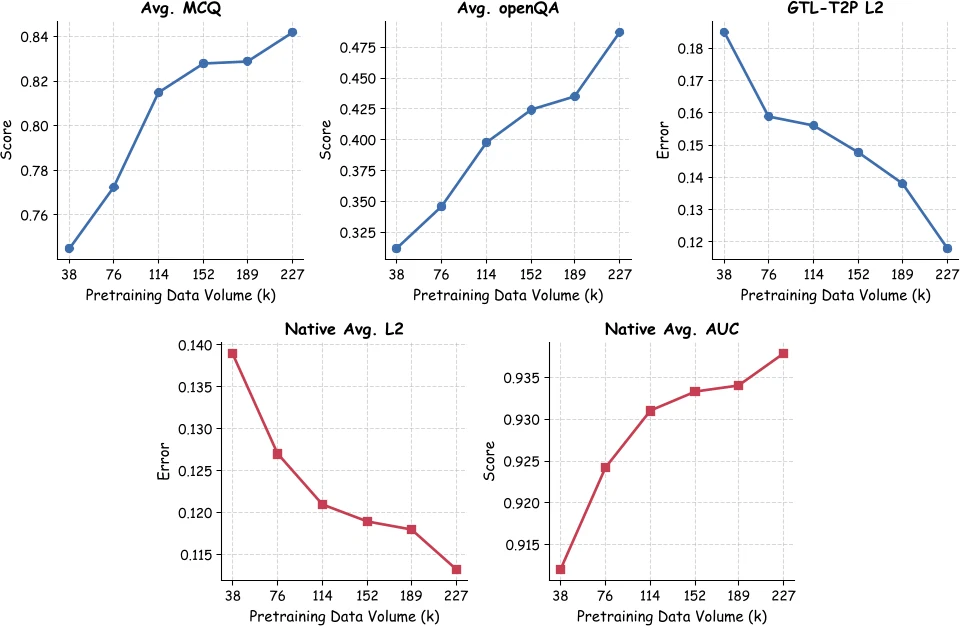 Avg. MCQ
Score
0.84
0.82
0.80
0.78
0.76
38 76 114 152 189 227
Pretraining Data Volume (k)
Avg. openQA
Score
0.475
0.450
0.425
0.400
0.375
0.350
0.325
38 76 114 152 189 227
Pretraining Data Volume (k)
GTL-T2P L2
Error
0.18
0.17
0.16
0.15
0.14
0.13
0.12
38 76 114 152 189 227
Pretraining Data Volume (k)
Native Avg. L2
Error
0.140
0.135
0.130
0.125
0.120
0.115
38 76 114 152 189 227
Pretraining Data Volume (k)
Native Avg. AUC
Score
0.935
0.930
0.925
0.920
0.915
38 76 114 152 189 227
Pretraining Data Volume (k)